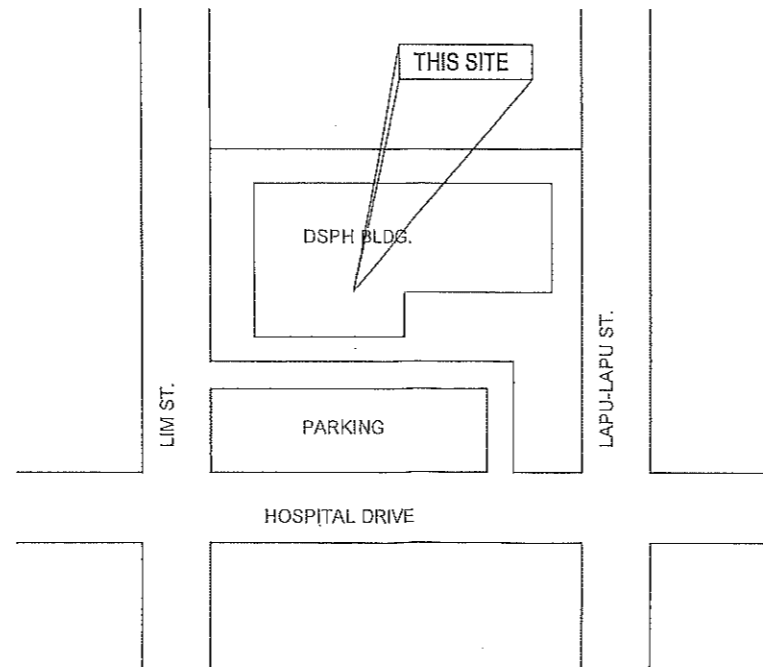 THIS SITE
DSPH BLDG.
LIM ST.
LAPU-LAPU ST.
PARKING
HOSPITAL DRIVE